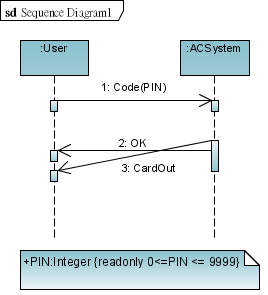 sd Sequence Diagram1
:User
:ACSystem
1: Code(PIN)
2: OK
3: CardOut
+PIN:Integer {readonly 0<=PIN <= 9999}